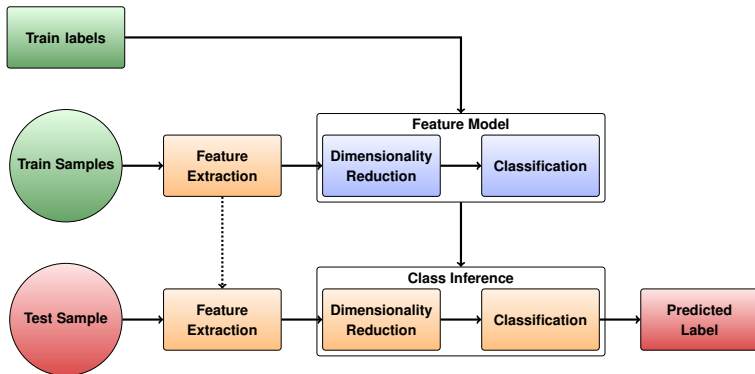 Train labels
Feature Model
Train Samples
Feature
Extraction
Dimensionality
Reduction
Classification
Class Inference
Test Sample
Feature
Extraction
Dimensionality
Reduction
Classification
Predicted
Label